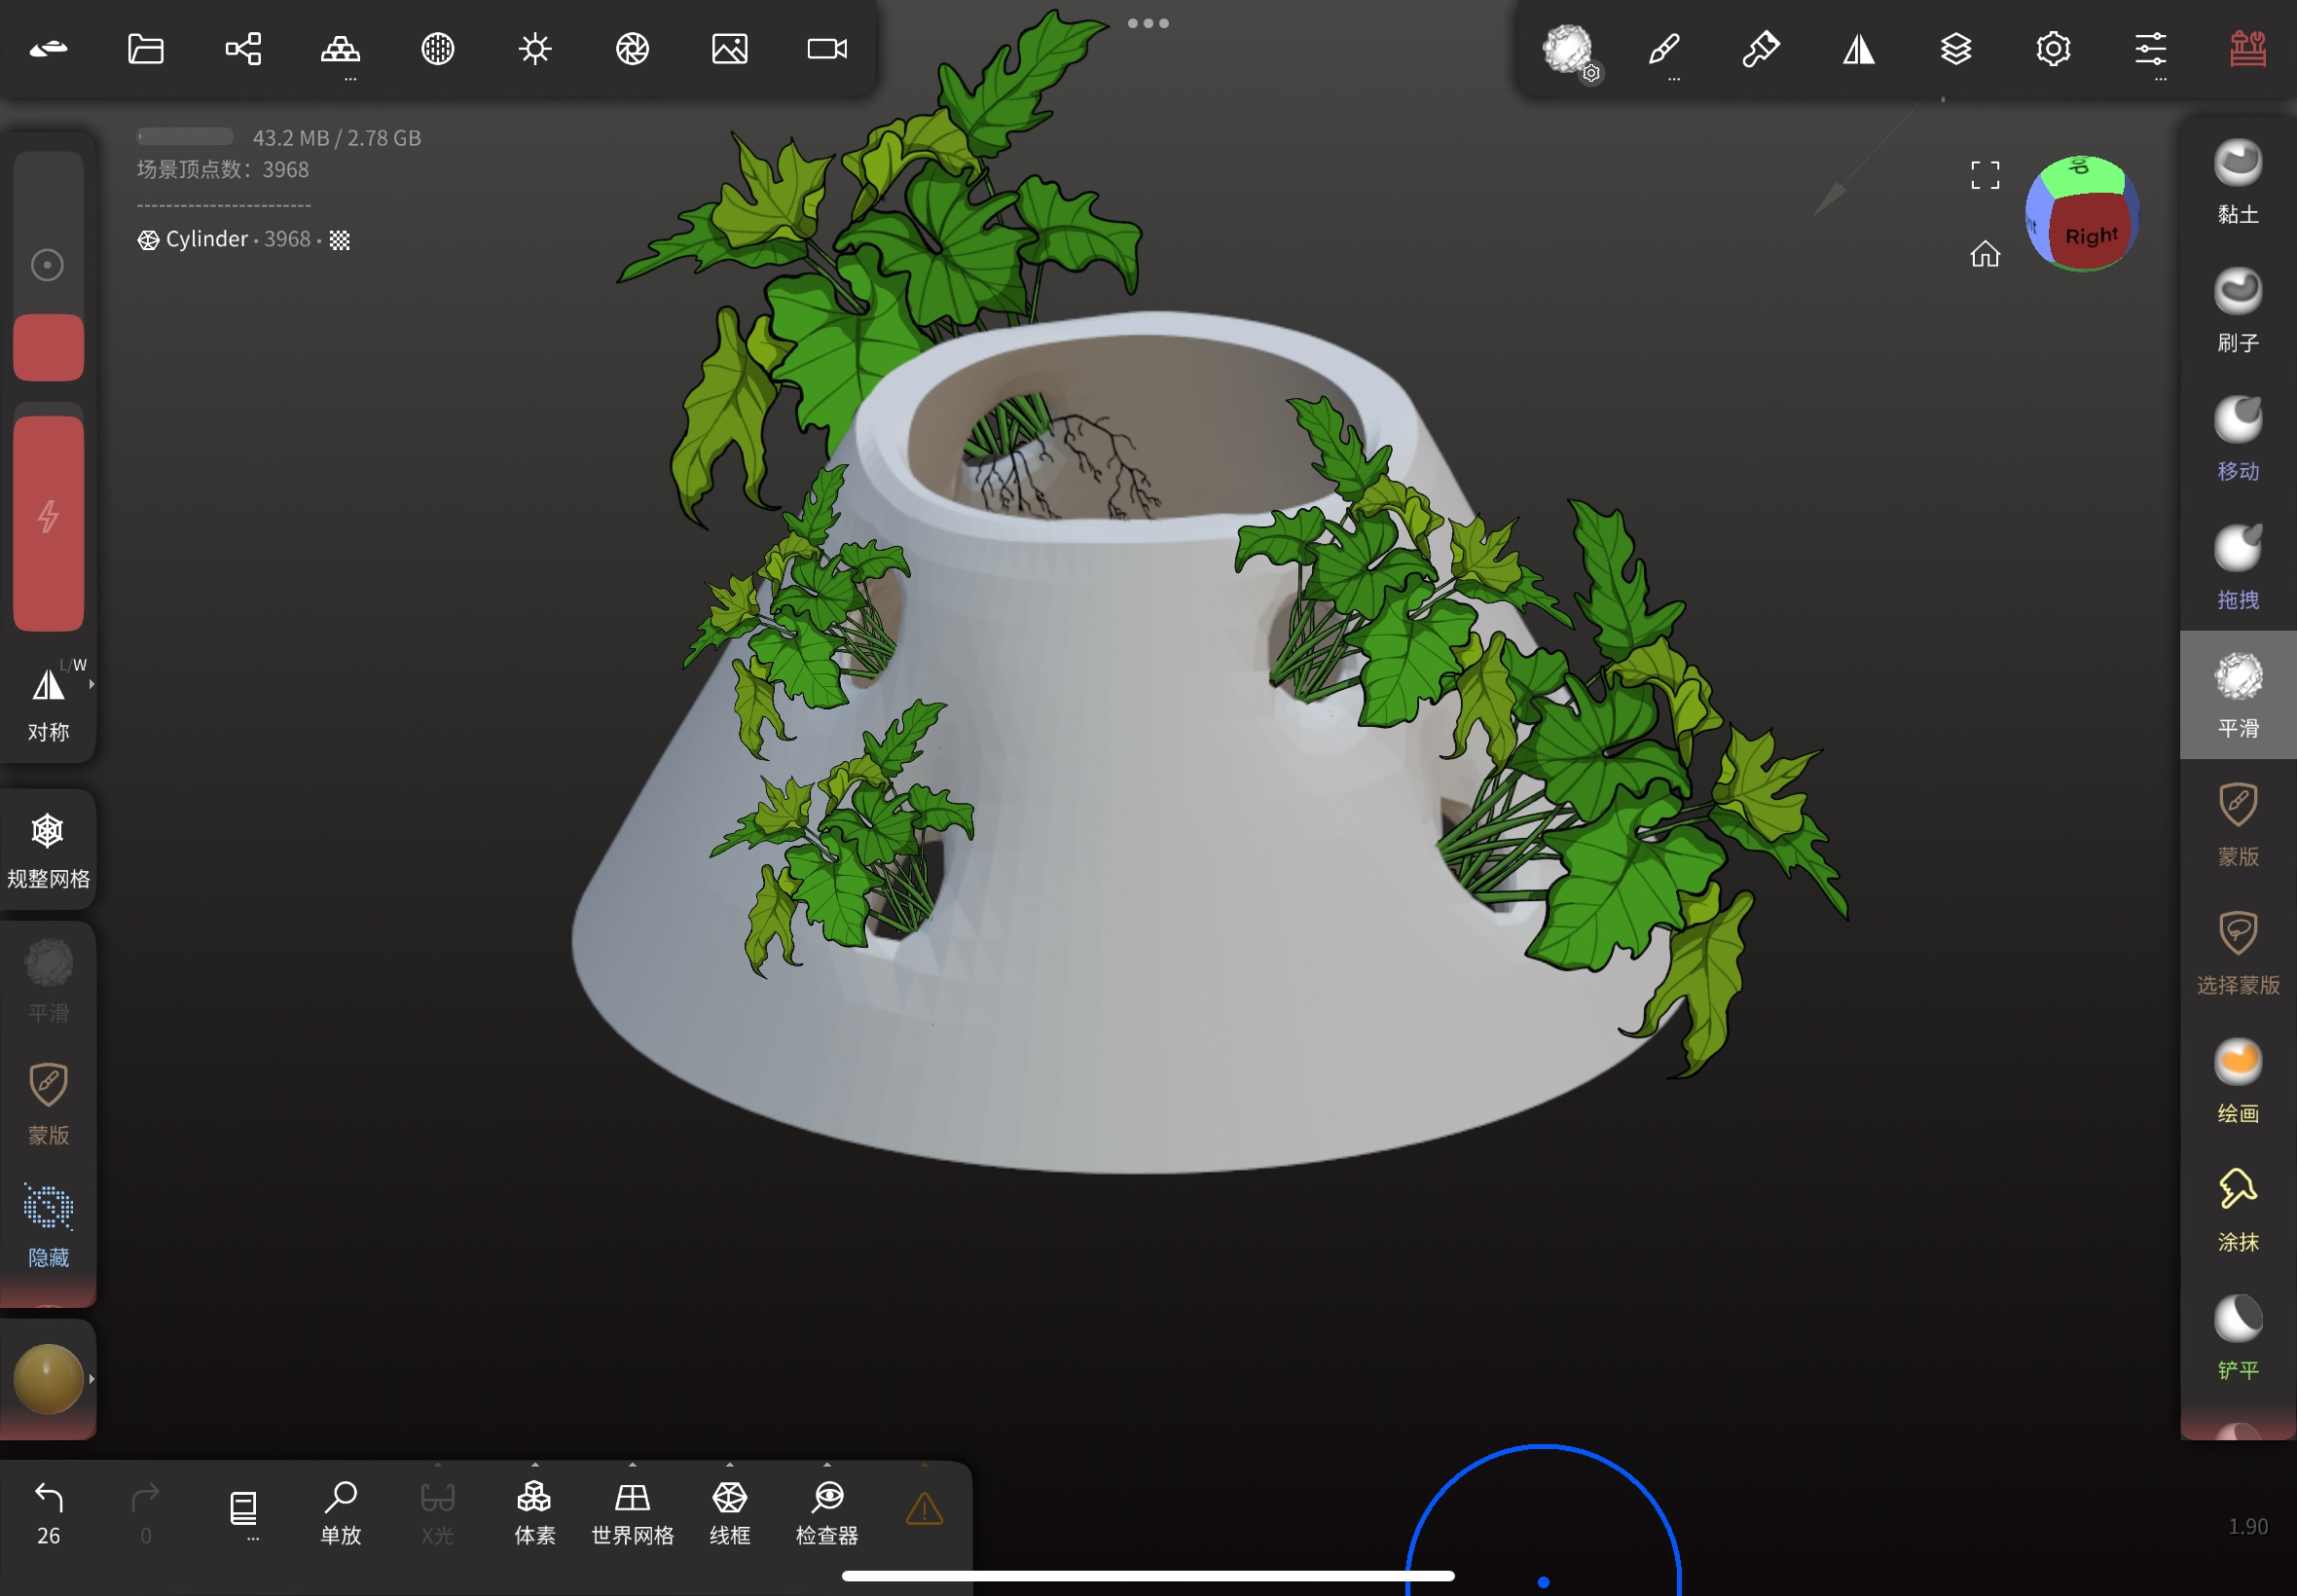 43.2 MB / 2.78 GB
场景顶点数：3968
------------------------
Cylinder • 3968 •
L/W
对称
规整网格
平滑
蒙版
隐藏
26
0
...
单放
X光
体素
世界网格
线框
检查器
Right
黏土
刷子
移动
拖拽
平滑
蒙版
选择蒙版
绘画
涂抹
铲平
1.90